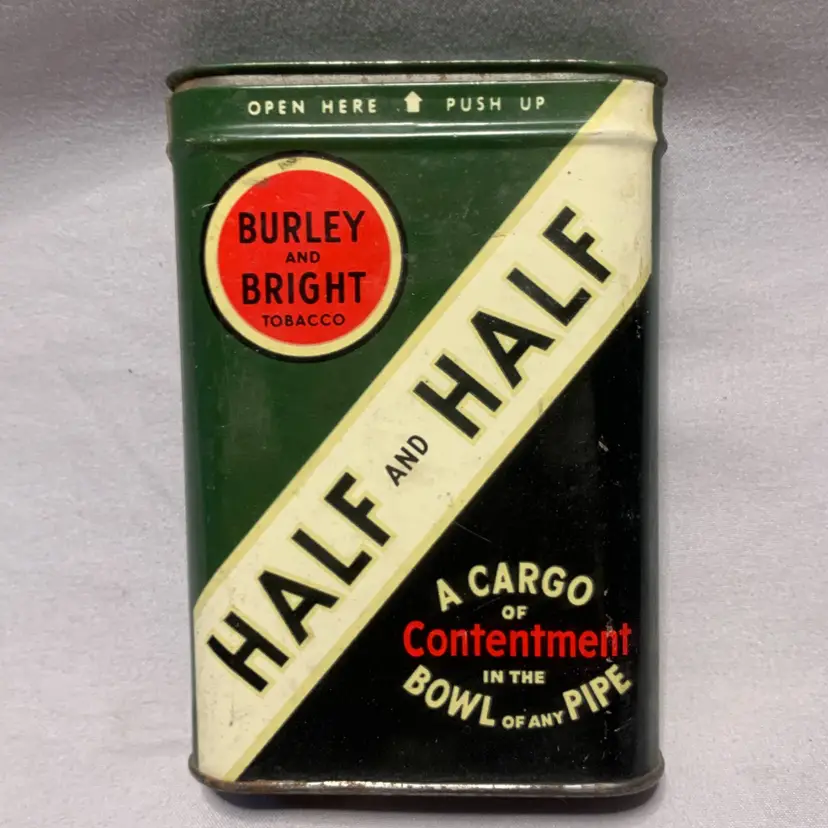 OPEN HERE PUSH UP
BURLEY
AND
BRIGHT
TOBACCO
HALF AND HALF
A CARGO
OF
Contentment
IN THE
BOWL OF ANY PIPE